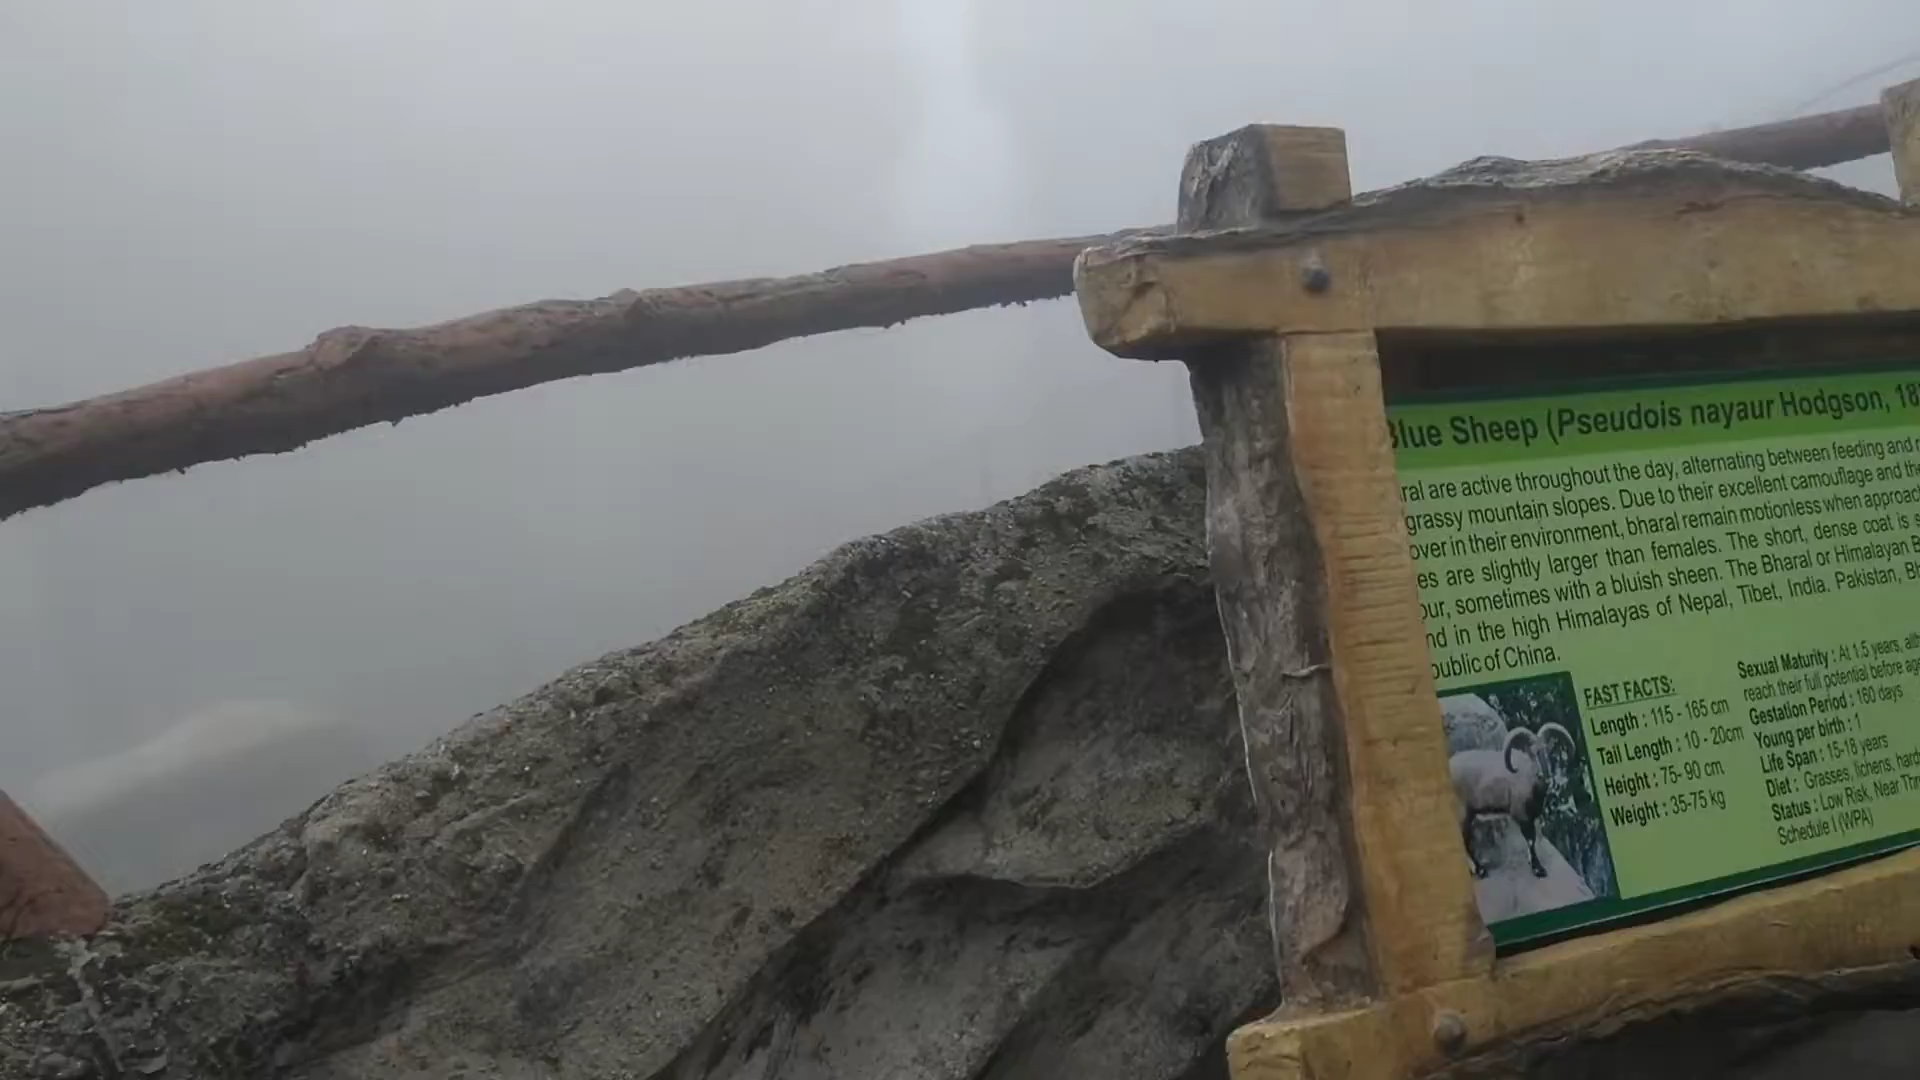 Blue Sheep (Pseudois nayaur Hodgson, 18
ral are active throughout the day, alternating between feeding and
grassy mountain slopes. Due to their excellent camouflage and the
over in their environment, bharal remain motionless when approac
es are slightly larger than females. The short, dense coat is
our, sometimes with a bluish sheen. The Bharal or Himalayan B
nd in the high Himalayas of Nepal, Tibet, India. Pakistan, Bh
public of China.
FAST FACTS:
Length : 115 - 165 cm
Tail Length : 10 - 20cm
Height : 75- 90 cm
Weight : 35-75 kg
Sexual Maturity : At 1.5 years, alt
reach their full potential before ag
Gestation Period : 160 days
Young per birth : 1
Life Span : 15-18 years
Diet : Grasses, lichens, hard
Status : Low Risk, Near Thr
Schedule I (WPA)